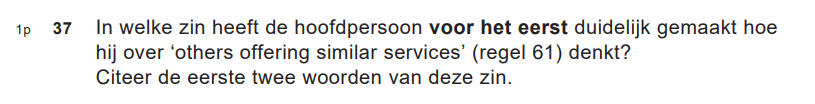 1p 37 In welke zin heeft de hoofdpersoon voor het eerst duidelijk gemaakt hoe
hij over ‘others offering similar services’ (regel 61) denkt?
Citeer de eerste twee woorden van deze zin.